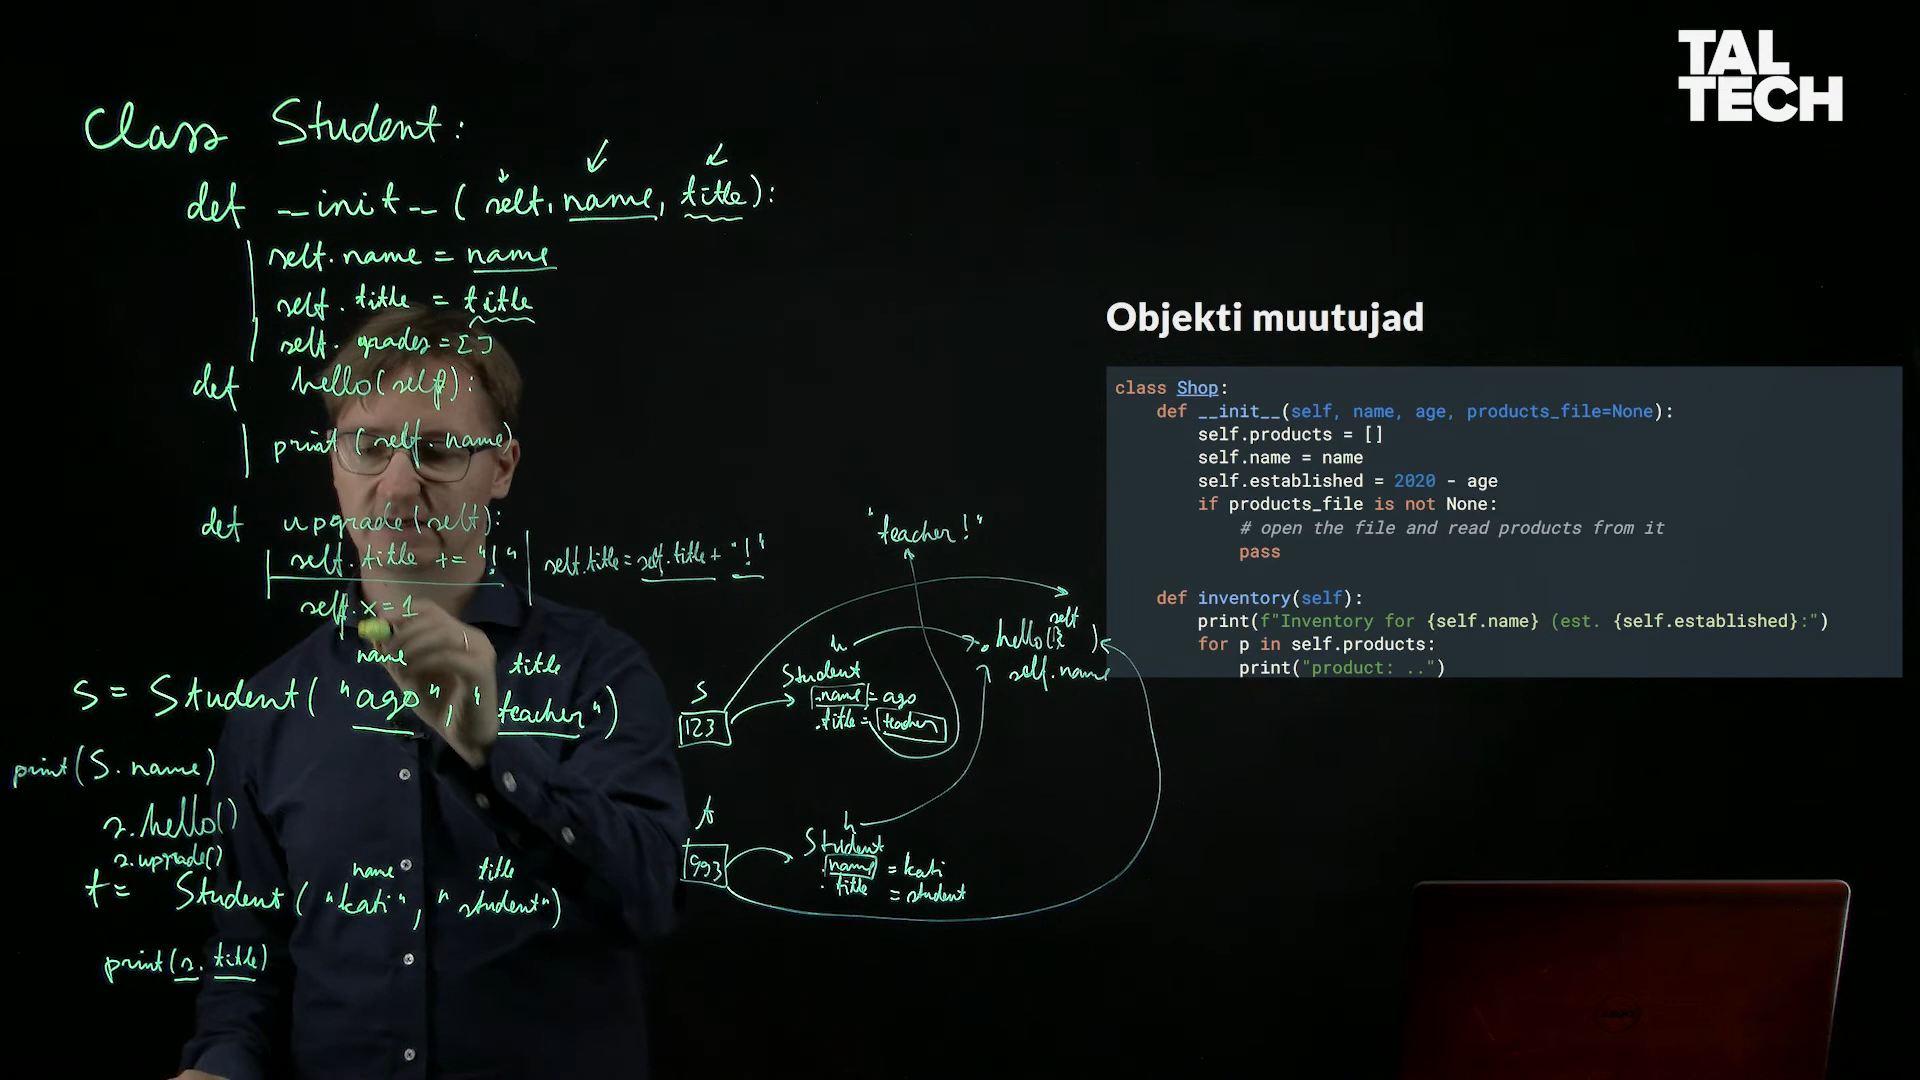 TAL
TECH
Class Student:
def __init__(self, name, title):
self.name = name
self.title = title
self.grades = []
def hello(self):
print(self.name)
def upgrade(self):
self.title += "!"
self.title = self.title + "!"
self.x = 1
name title
s = Student("ago", "teacher")
print(s.name)
s.hello()
s.upgrade()
name title
t = Student("kati", "student")
print(s.title)
"teacher!"
self
h
.hello( )
self.name
Student
.name = ago
.title = teacher
s
123
t
993
h
Student
.name = kati
.title = student
Objekti muutujad
class Shop:
def __init__(self, name, age, products_file=None):
self.products = []
self.name = name
self.established = 2020 - age
if products_file is not None:
# open the file and read products from it
pass
def inventory(self):
print(f"Inventory for {self.name} (est. {self.established}:")
for p in self.products:
print("product: ..")